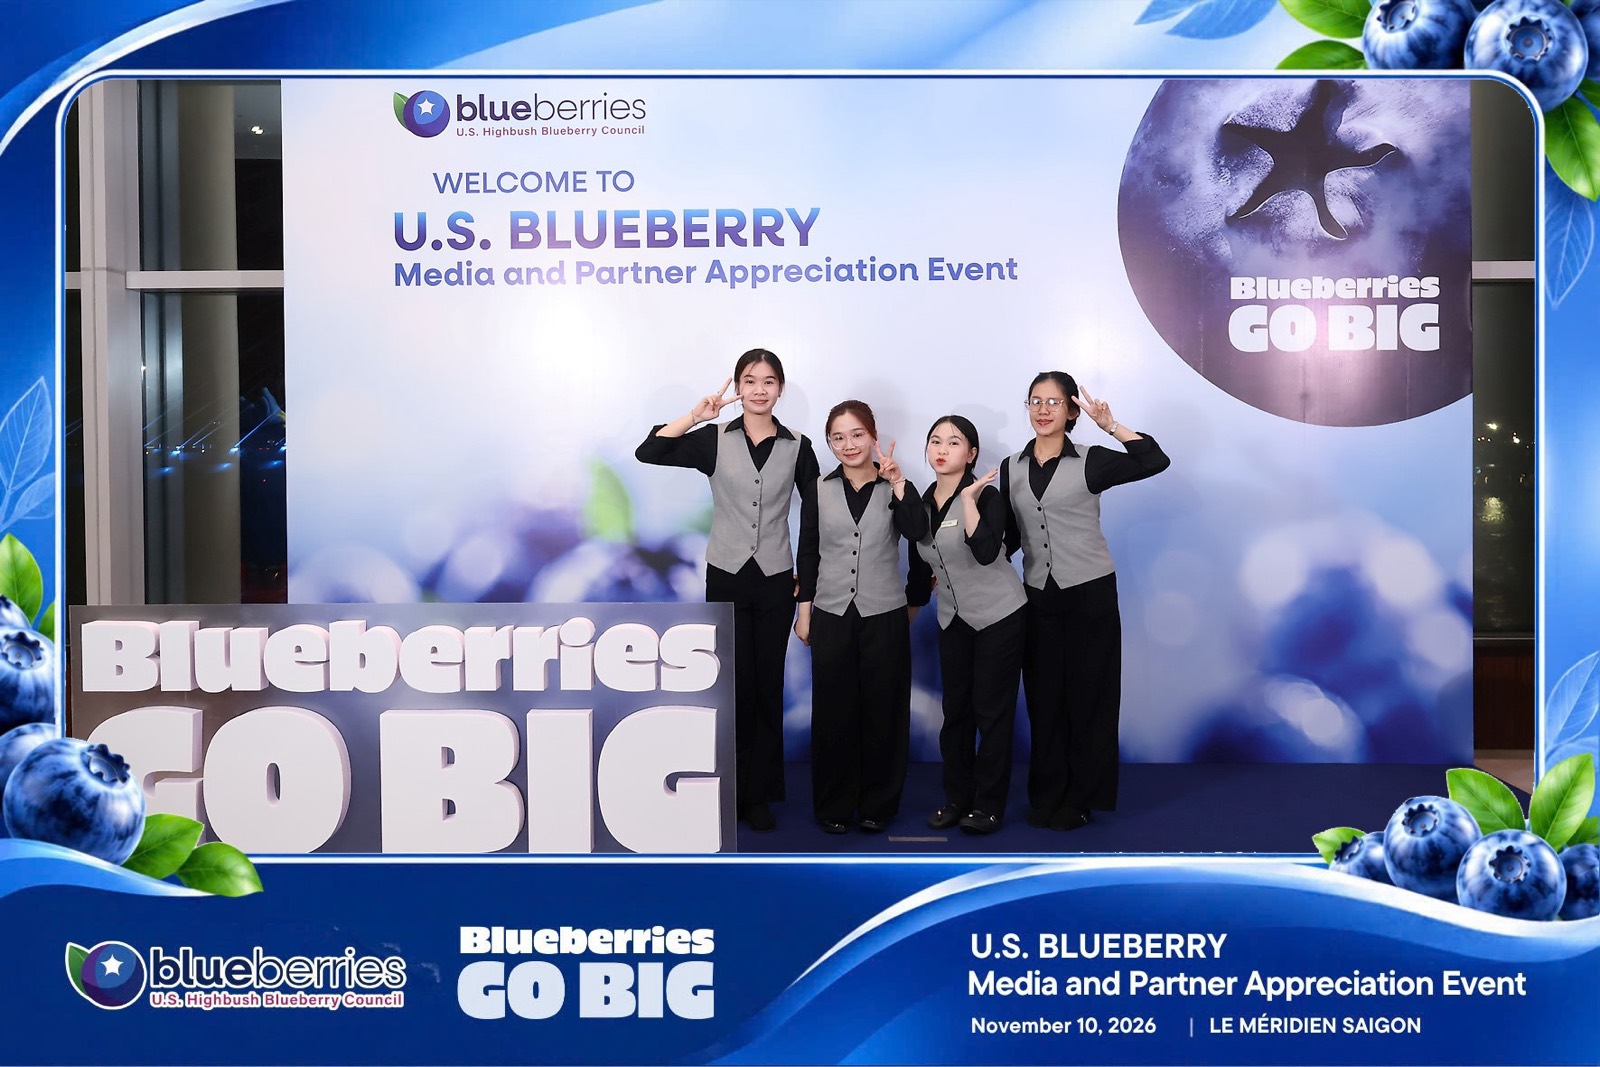 blueberries
U.S. Highbush Blueberry Council
WELCOME TO
U.S. BLUEBERRY
Media and Partner Appreciation Event
Blueberries
GO BIG
Blueberries
GO BIG
blueberries
U.S. Highbush Blueberry Council
Blueberries
GO BIG
U.S. BLUEBERRY
Media and Partner Appreciation Event
November 10, 2026 | LE MÉRIDIEN SAIGON